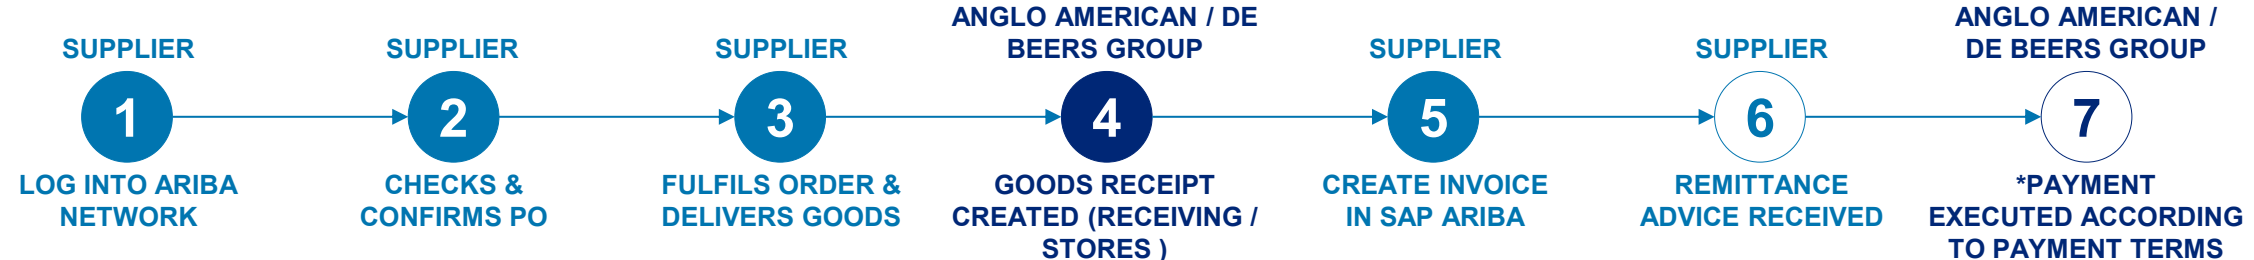 SUPPLIER
1
LOG INTO ARIBA
NETWORK
SUPPLIER
2
CHECKS &
CONFIRMS PO
SUPPLIER
3
FULFILS ORDER &
DELIVERS GOODS
ANGLO AMERICAN / DE
BEERS GROUP
4
GOODS RECEIPT
CREATED (RECEIVING /
STORES )
SUPPLIER
5
CREATE INVOICE
IN SAP ARIBA
SUPPLIER
6
REMITTANCE
ADVICE RECEIVED
ANGLO AMERICAN /
DE BEERS GROUP
7
*PAYMENT
EXECUTED ACCORDING
TO PAYMENT TERMS